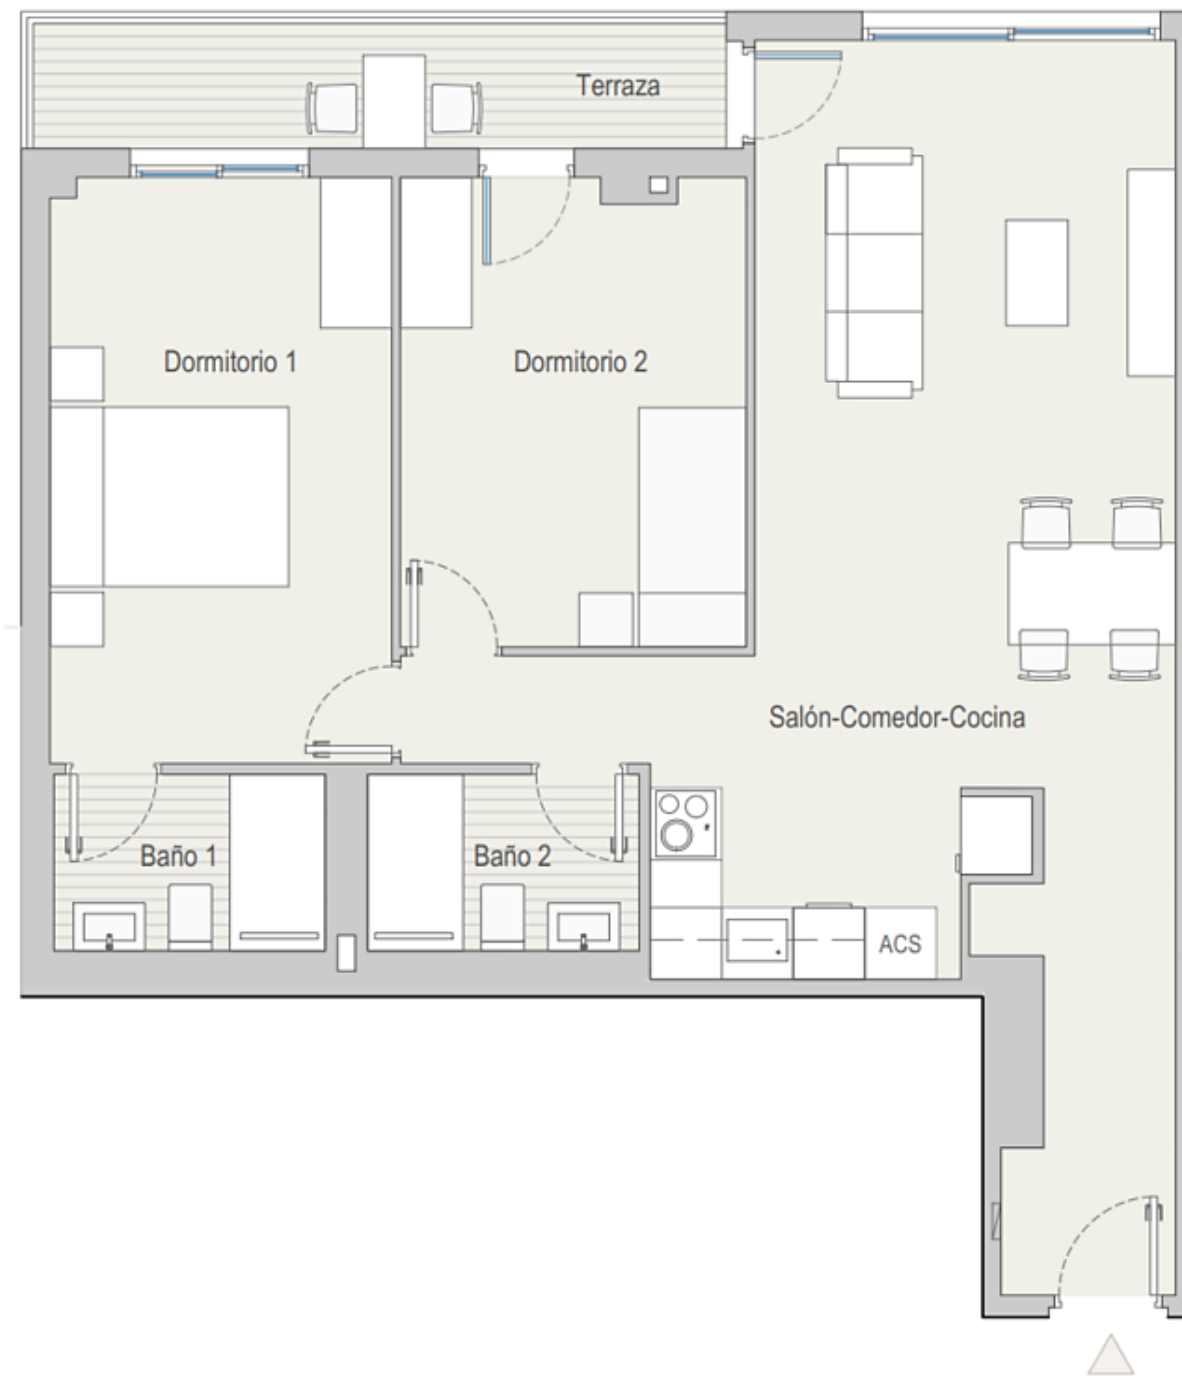 Terraza
Dormitorio 1
Dormitorio 2
Salón-Comedor-Cocina
Baño 1
Baño 2
ACS